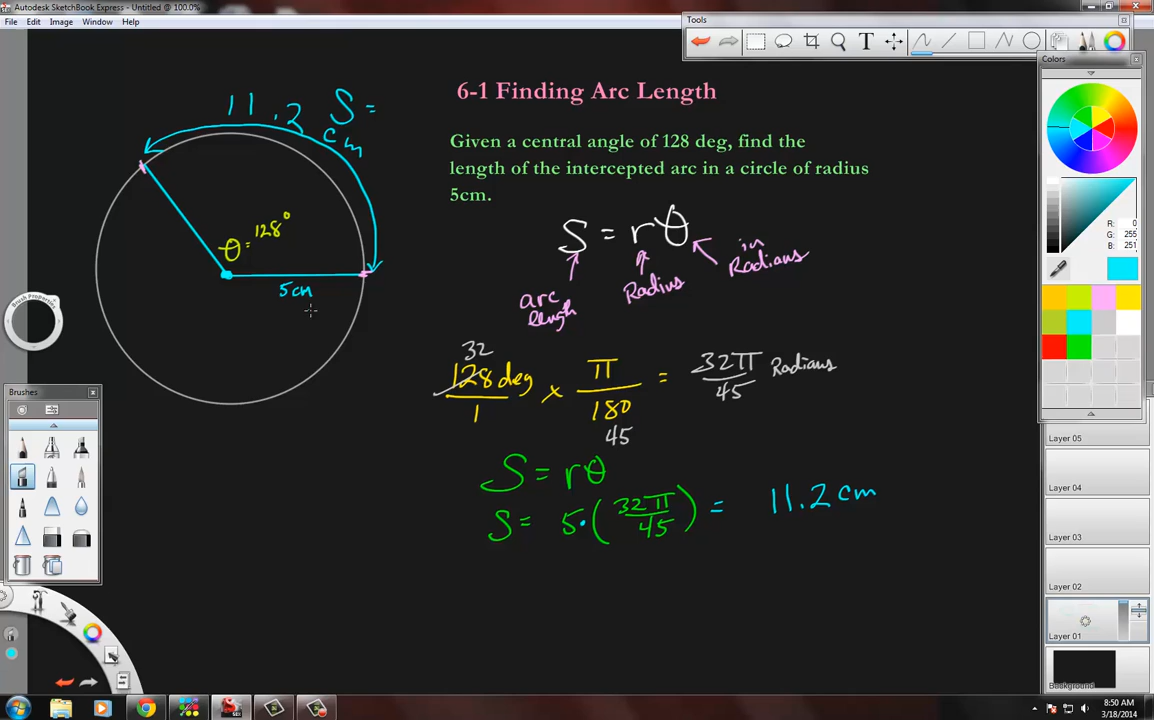 Autodesk SketchBook Express - Untitled @ 100.0%
File Edit Image Window Help
Tools
Colors
R: 0
G: 255
B: 251
Brush Properties
Brushes
6-1 Finding Arc Length
Given a central angle of 128 deg, find the
length of the intercepted arc in a circle of radius
5cm.
11.2 S =
cm
θ = 128°
5cm
S = rθ
arc
length
Radius
in
Radians
32
128 deg / 1 × π / 180 = 32π / 45 Radians
45
S = rθ
S = 5 · (32π / 45) = 11.2 cm
Layer 05
Layer 04
Layer 03
Layer 02
Layer 01
Background
8:50 AM
3/18/2014